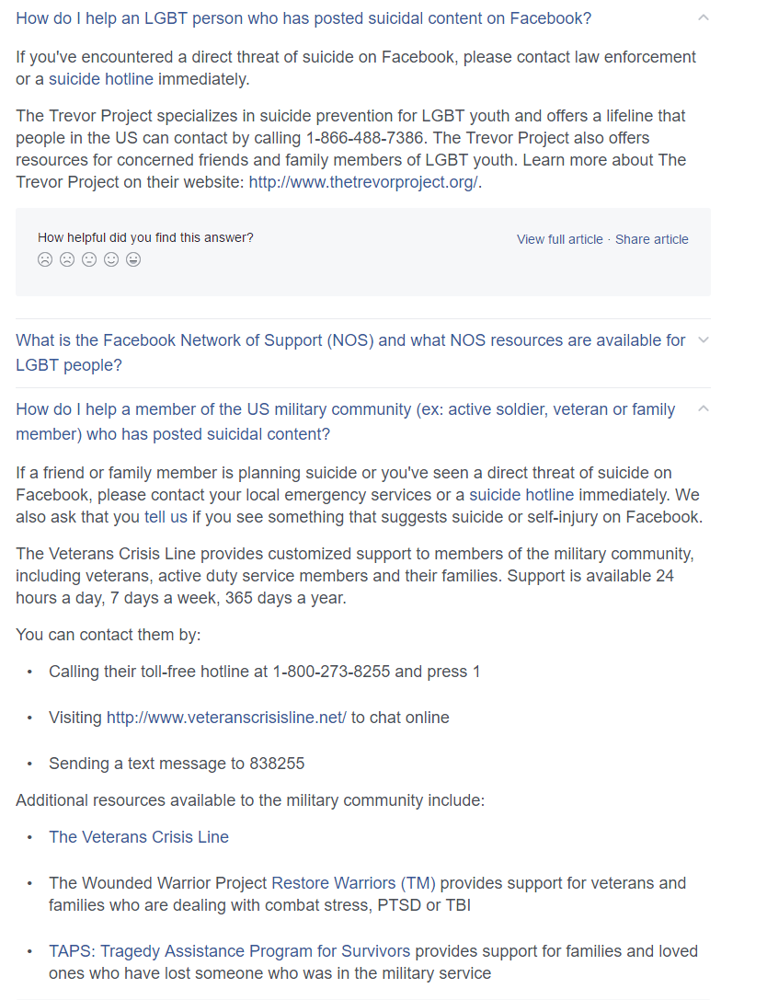 How do I help an LGBT person who has posted suicidal content on Facebook?
If you've encountered a direct threat of suicide on Facebook, please contact law enforcement
or a suicide hotline immediately.
The Trevor Project specializes in suicide prevention for LGBT youth and offers a lifeline that
people in the US can contact by calling 1-866-488-7386. The Trevor Project also offers
resources for concerned friends and family members of LGBT youth. Learn more about The
Trevor Project on their website: http://www.thetrevorproject.org/.
How helpful did you find this answer?
View full article · Share article
What is the Facebook Network of Support (NOS) and what NOS resources are available for
LGBT people?
How do I help a member of the US military community (ex: active soldier, veteran or family
member) who has posted suicidal content?
If a friend or family member is planning suicide or you've seen a direct threat of suicide on
Facebook, please contact your local emergency services or a suicide hotline immediately. We
also ask that you tell us if you see something that suggests suicide or self-injury on Facebook.
The Veterans Crisis Line provides customized support to members of the military community,
including veterans, active duty service members and their families. Support is available 24
hours a day, 7 days a week, 365 days a year.
You can contact them by:
• Calling their toll-free hotline at 1-800-273-8255 and press 1
• Visiting http://www.veteranscrisisline.net/ to chat online
• Sending a text message to 838255
Additional resources available to the military community include:
• The Veterans Crisis Line
• The Wounded Warrior Project Restore Warriors (TM) provides support for veterans and
families who are dealing with combat stress, PTSD or TBI
• TAPS: Tragedy Assistance Program for Survivors provides support for families and loved
ones who have lost someone who was in the military service